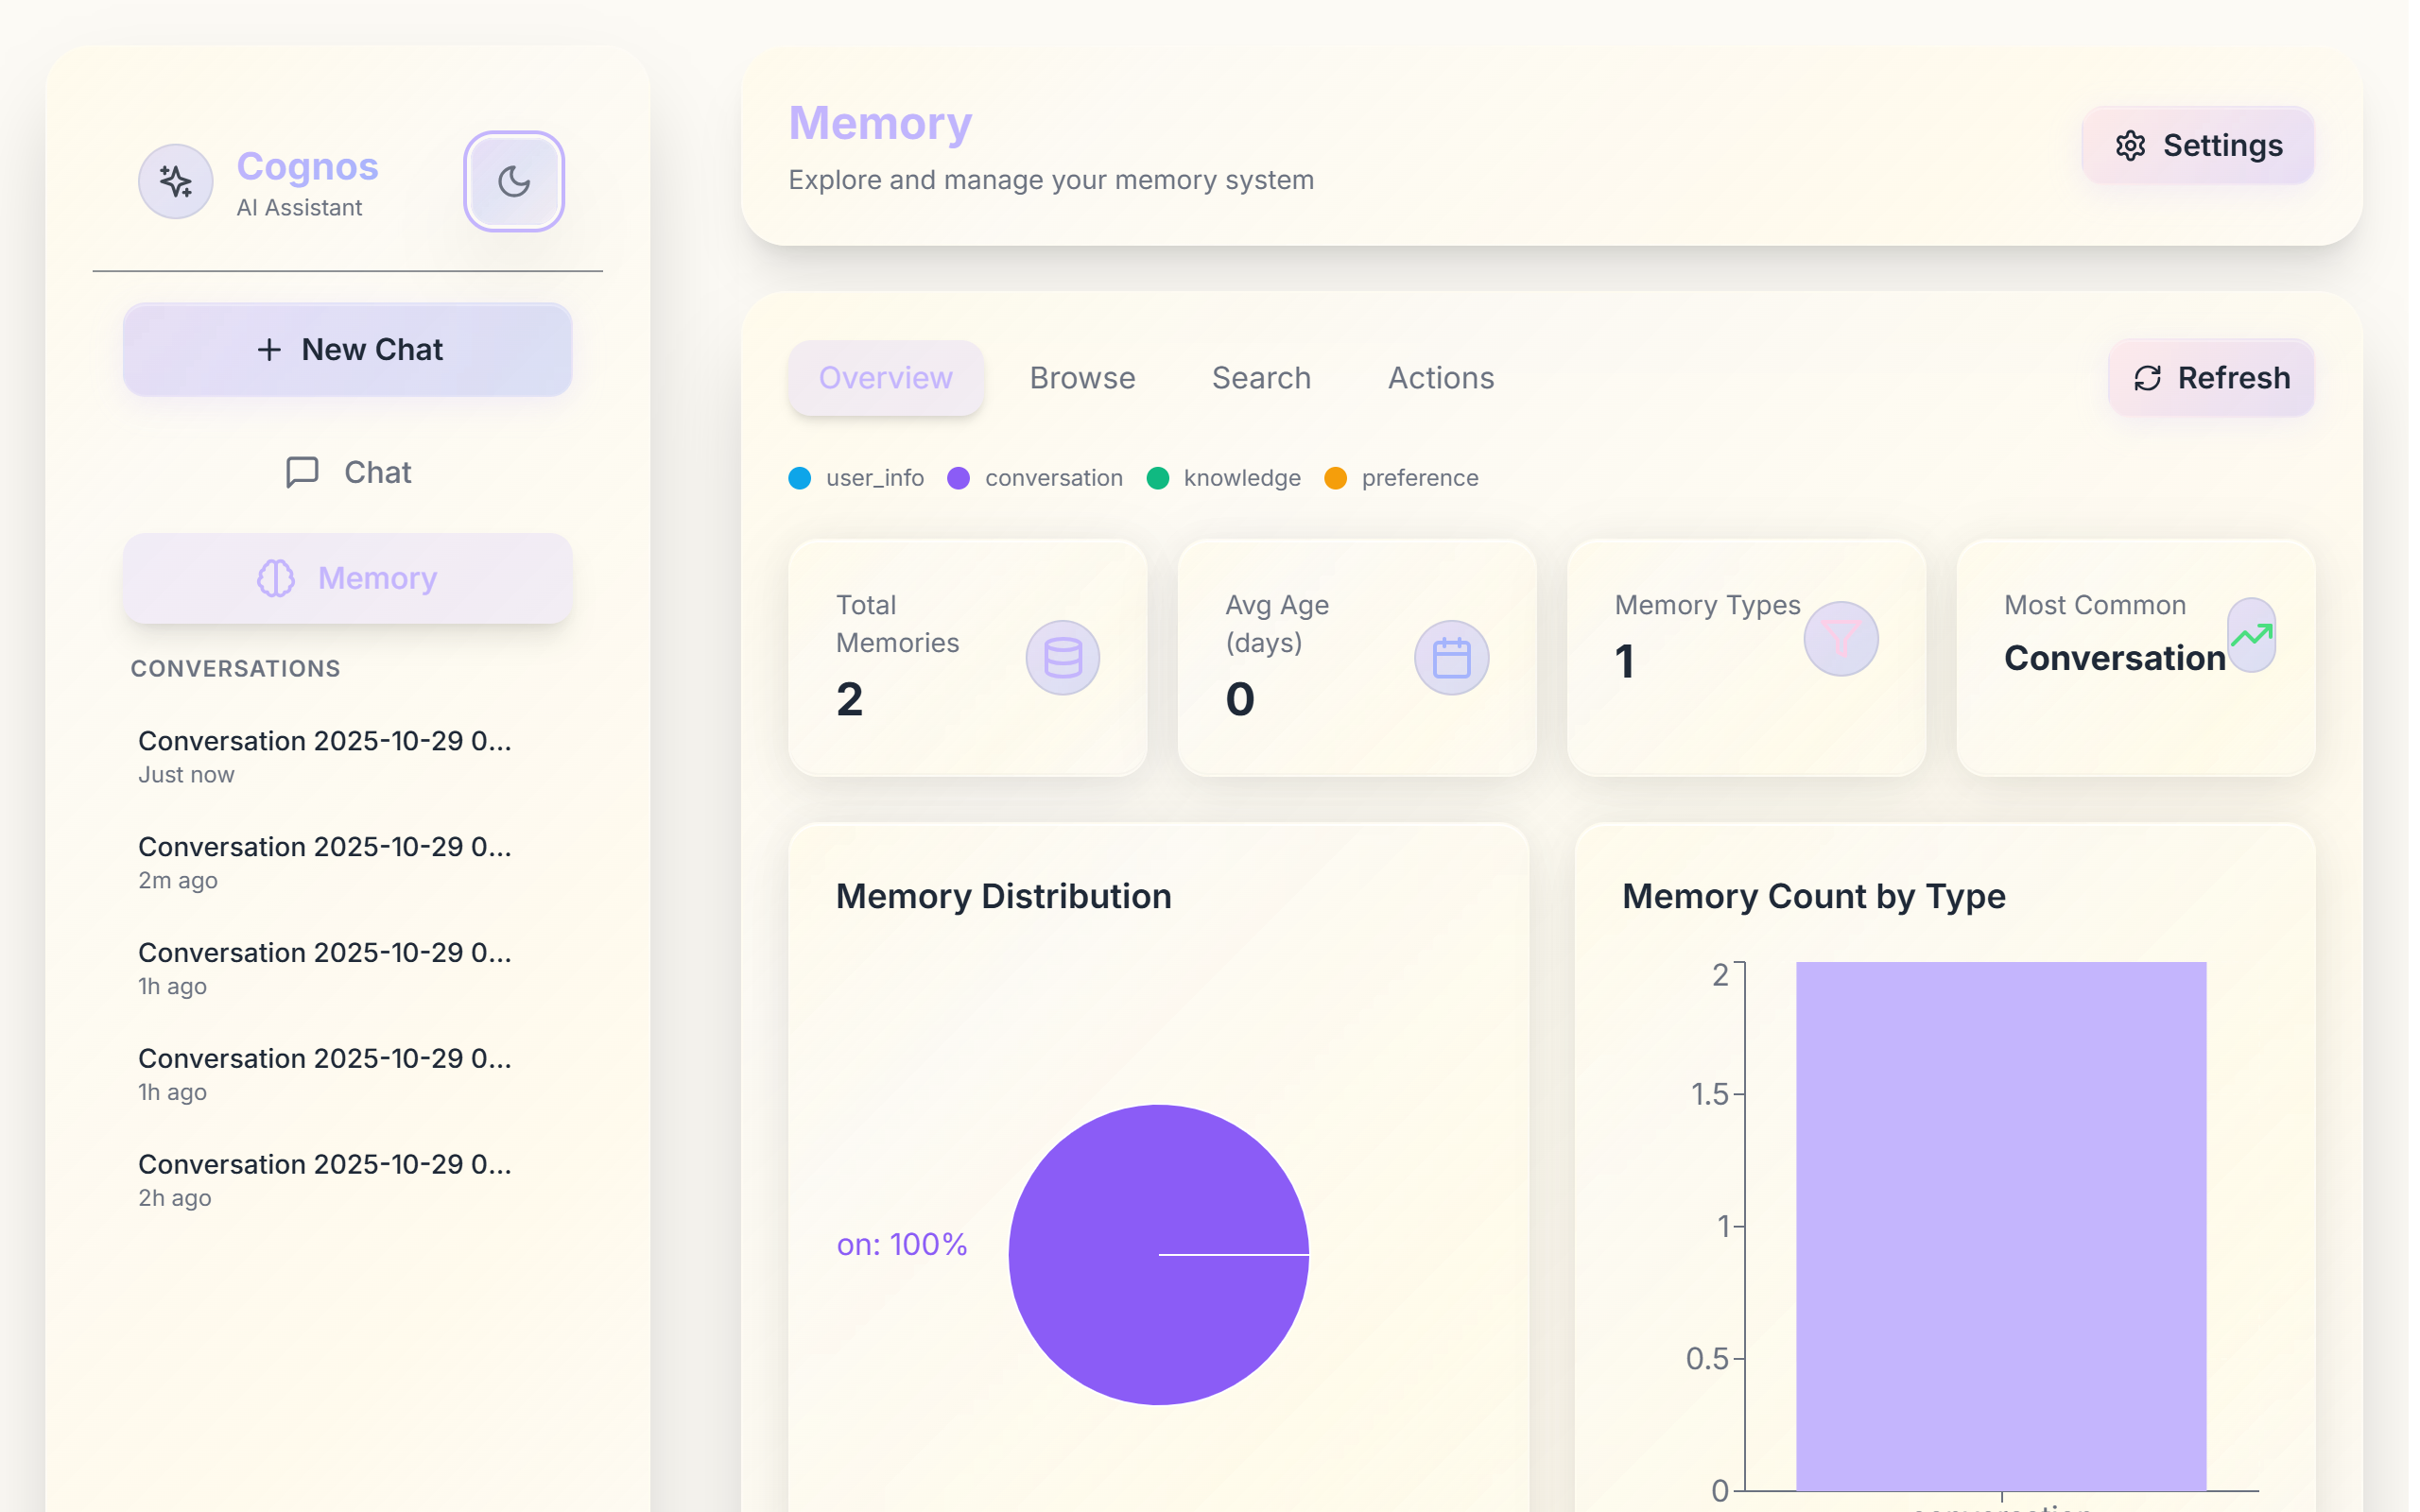 Cognos
AI Assistant
New Chat
Chat
Memory
CONVERSATIONS
Conversation 2025-10-29 0...
Just now
Conversation 2025-10-29 0...
2m ago
Conversation 2025-10-29 0...
1h ago
Conversation 2025-10-29 0...
1h ago
Conversation 2025-10-29 0...
2h ago
Memory
Explore and manage your memory system
Settings
Overview Browse Search Actions
Refresh
user_info conversation knowledge preference
Total
Memories
2
Avg Age
(days)
0
Memory Types
1
Most Common
Conversation
Memory Distribution
on: 100%
Memory Count by Type
2
1.5
1
0.5
0
conversation